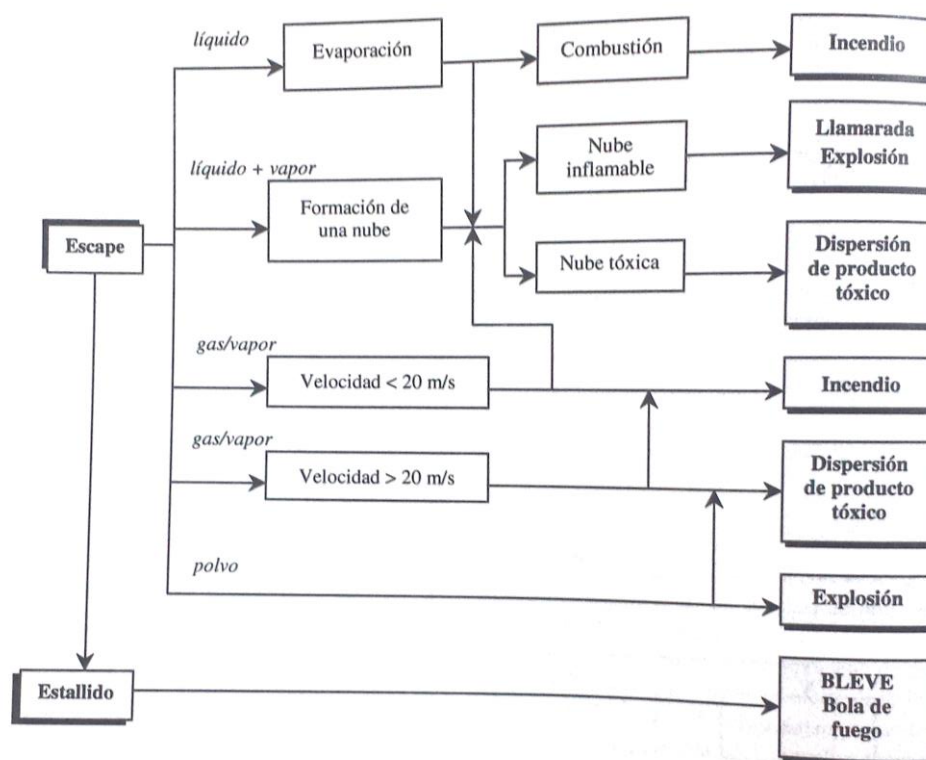 líquido
Evaporación
Combustión
Incendio
Llamarada
Explosión
Nube
inflamable
líquido + vapor
Formación de
una nube
Escape
Nube tóxica
Dispersión
de producto
tóxico
gas/vapor
Velocidad < 20 m/s
Incendio
gas/vapor
Velocidad > 20 m/s
Dispersión
de producto
tóxico
polvo
Explosión
Estallido
BLEVE
Bola de
fuego